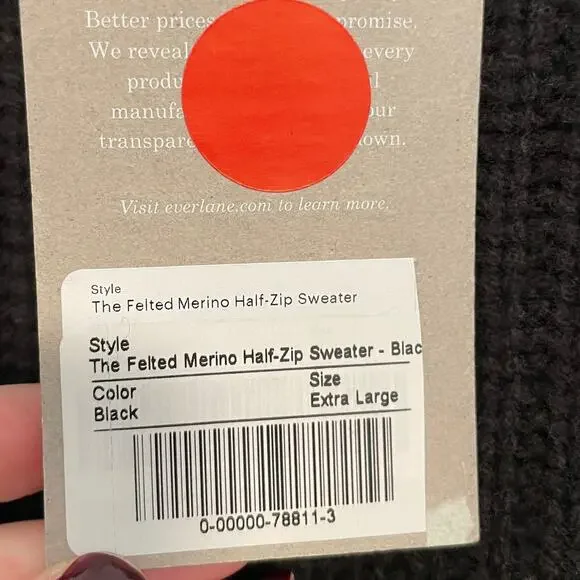 Better prices promise.
We reveal every
produ l
manufa our
transpare own.
Visit everlane.com to learn more.
Style
The Felted Merino Half-Zip Sweater
Style
The Felted Merino Half-Zip Sweater - Blac
Color Size
Black Extra Large
0-00000-78811-3